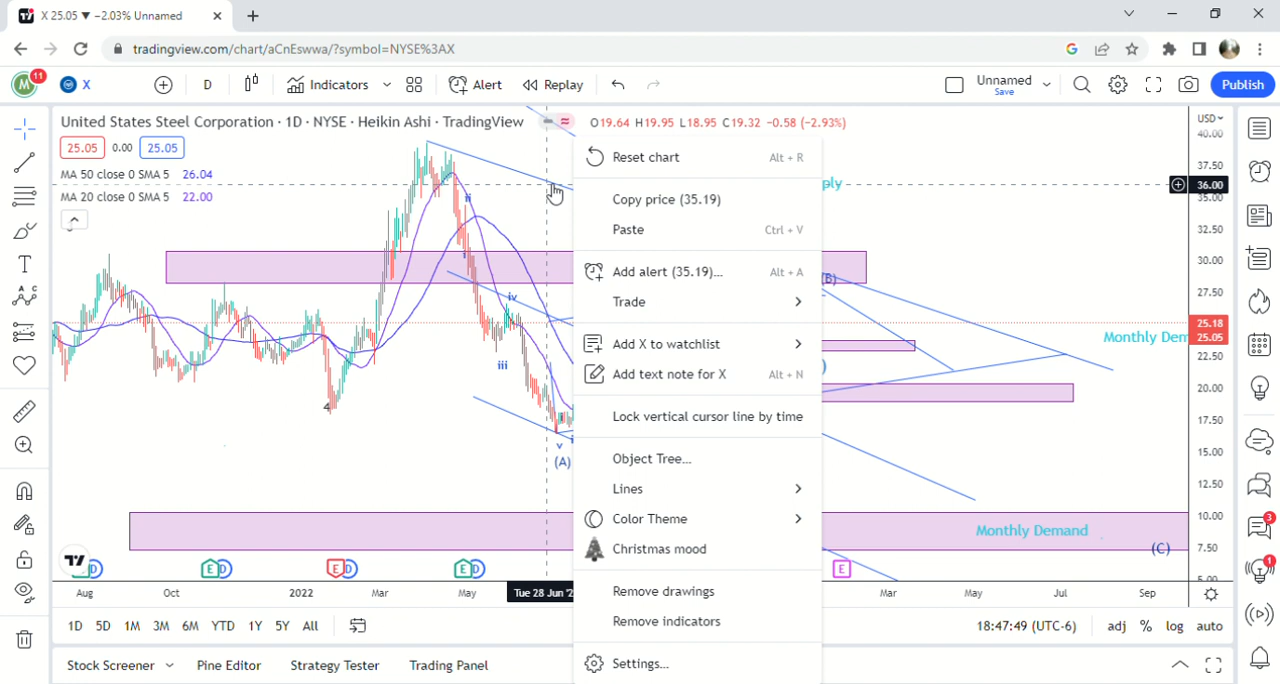 X 25.05 ▼ −2.03% Unnamed
tradingview.com/chart/aCnEswwa/?symbol=NYSE%3AX
M 11 X D Indicators Alert Replay Unnamed Save Publish
United States Steel Corporation · 1D · NYSE · Heikin Ashi · TradingView O19.64 H19.95 L18.95 C19.32 −0.58 (−2.93%) USD
25.05 0.00 25.05
MA 50 close 0 SMA 5 26.04
MA 20 close 0 SMA 5 22.00
Reset chart Alt + R
Copy price (35.19)
Paste Ctrl + V
Add alert (35.19)... Alt + A
Trade
Add X to watchlist
Add text note for X Alt + N
Lock vertical cursor line by time
Object Tree...
Lines
Color Theme
Christmas mood
Remove drawings
Remove indicators
Settings...
ii
i
iv
iii
4
v
(A)
(B)
Monthly Demand
(C)
40.00
37.50
36.00
35.00
32.50
30.00
27.50
25.18
25.05
22.50
20.00
17.50
15.00
12.50
10.00
7.50
5.00
E D E D E D E D E
Aug Oct 2022 Mar May Tue 28 Jun Mar May Jul Sep
1D 5D 1M 3M 6M YTD 1Y 5Y All 18:47:49 (UTC-6) adj % log auto
Stock Screener Pine Editor Strategy Tester Trading Panel
3
1